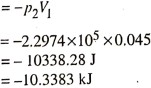 = -p₂V₁
= -2.2974×10⁵×0.045
= - 10338.28 J
= -10.3383 kJ